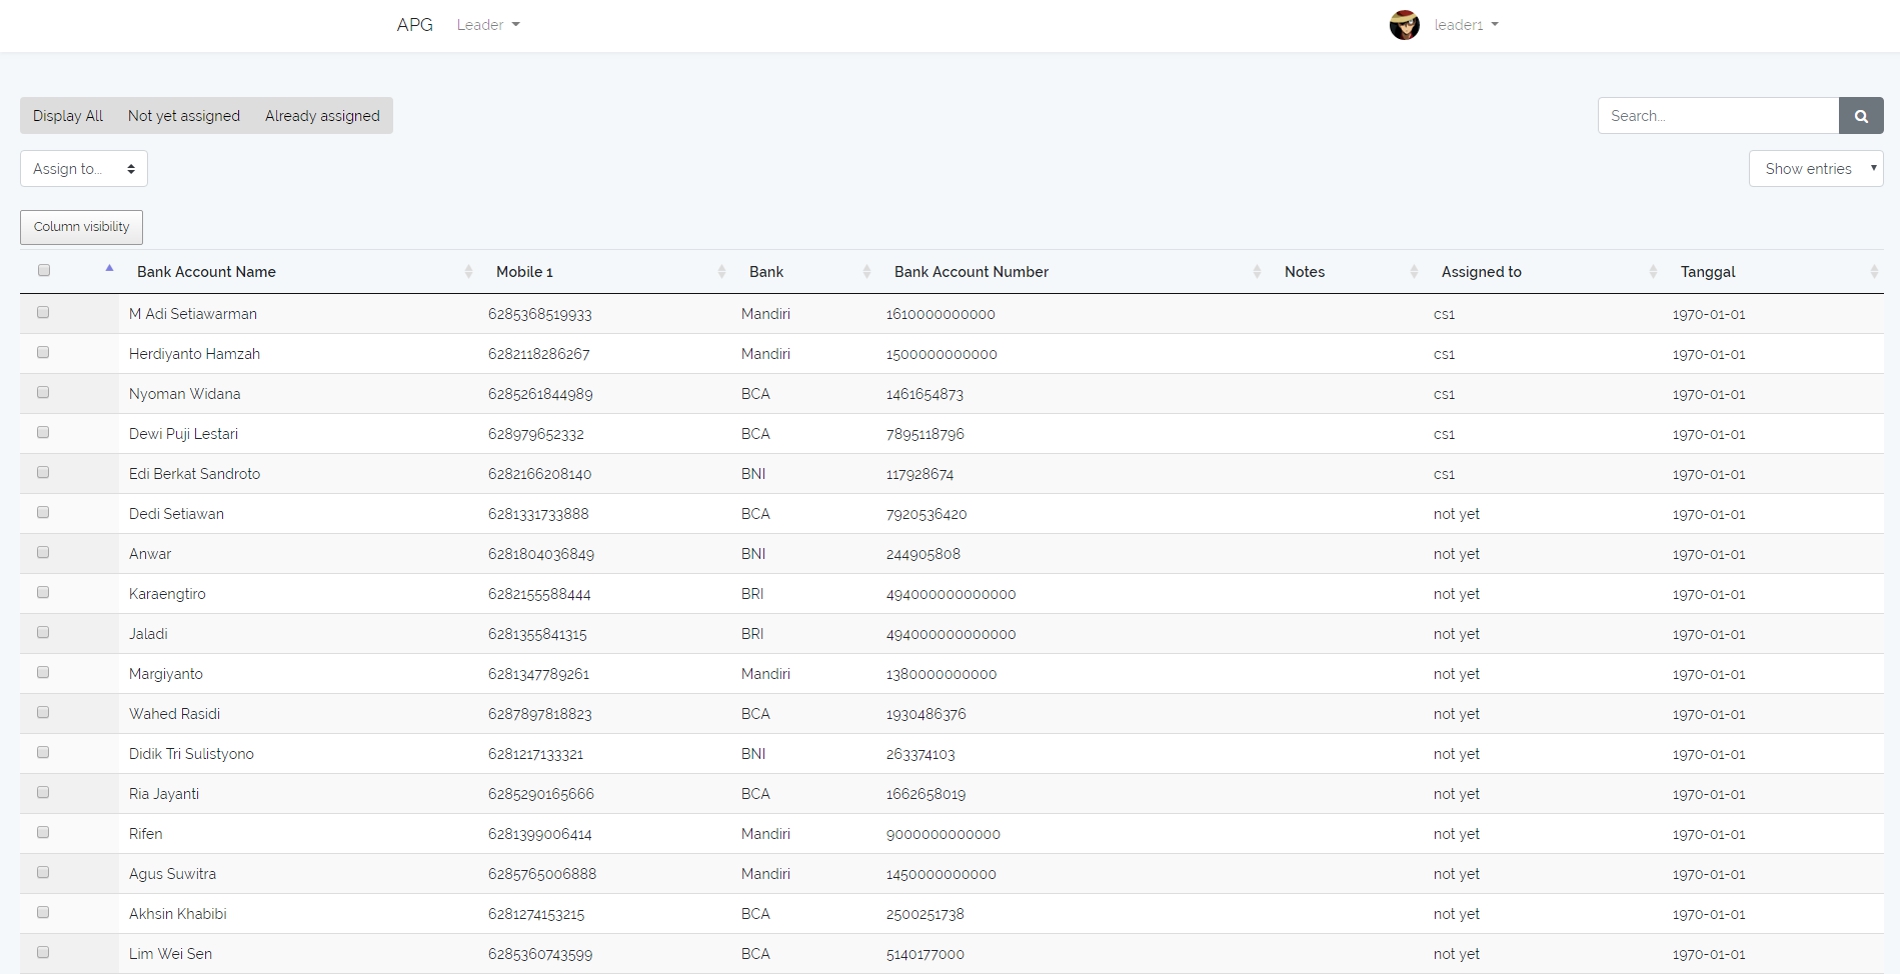 APG Leader leader1
Display All Not yet assigned Already assigned Search...
Assign to... Show entries
Column visibility
Bank Account Name Mobile 1 Bank Bank Account Number Notes Assigned to Tanggal
M Adi Setiawarman 6285368519933 Mandiri 1610000000000 cs1 1970-01-01
Herdiyanto Hamzah 6282118286267 Mandiri 1500000000000 cs1 1970-01-01
Nyoman Widana 6285261844989 BCA 1461654873 cs1 1970-01-01
Dewi Puji Lestari 628979652332 BCA 7895118796 cs1 1970-01-01
Edi Berkat Sandroto 6282166208140 BNI 117928674 cs1 1970-01-01
Dedi Setiawan 6281331733888 BCA 7920536420 not yet 1970-01-01
Anwar 6281804036849 BNI 244905808 not yet 1970-01-01
Karaengtiro 6282155588444 BRI 494000000000000 not yet 1970-01-01
Jaladi 6281355841315 BRI 494000000000000 not yet 1970-01-01
Margiyanto 6281347789261 Mandiri 1380000000000 not yet 1970-01-01
Wahed Rasidi 6287897818823 BCA 1930486376 not yet 1970-01-01
Didik Tri Sulistyono 6281217133321 BNI 263374103 not yet 1970-01-01
Ria Jayanti 6285290165666 BCA 1662658019 not yet 1970-01-01
Rifen 6281399006414 Mandiri 9000000000000 not yet 1970-01-01
Agus Suwitra 6285765006888 Mandiri 1450000000000 not yet 1970-01-01
Akhsin Khabibi 6281274153215 BCA 2500251738 not yet 1970-01-01
Lim Wei Sen 6285360743599 BCA 5140177000 not yet 1970-01-01